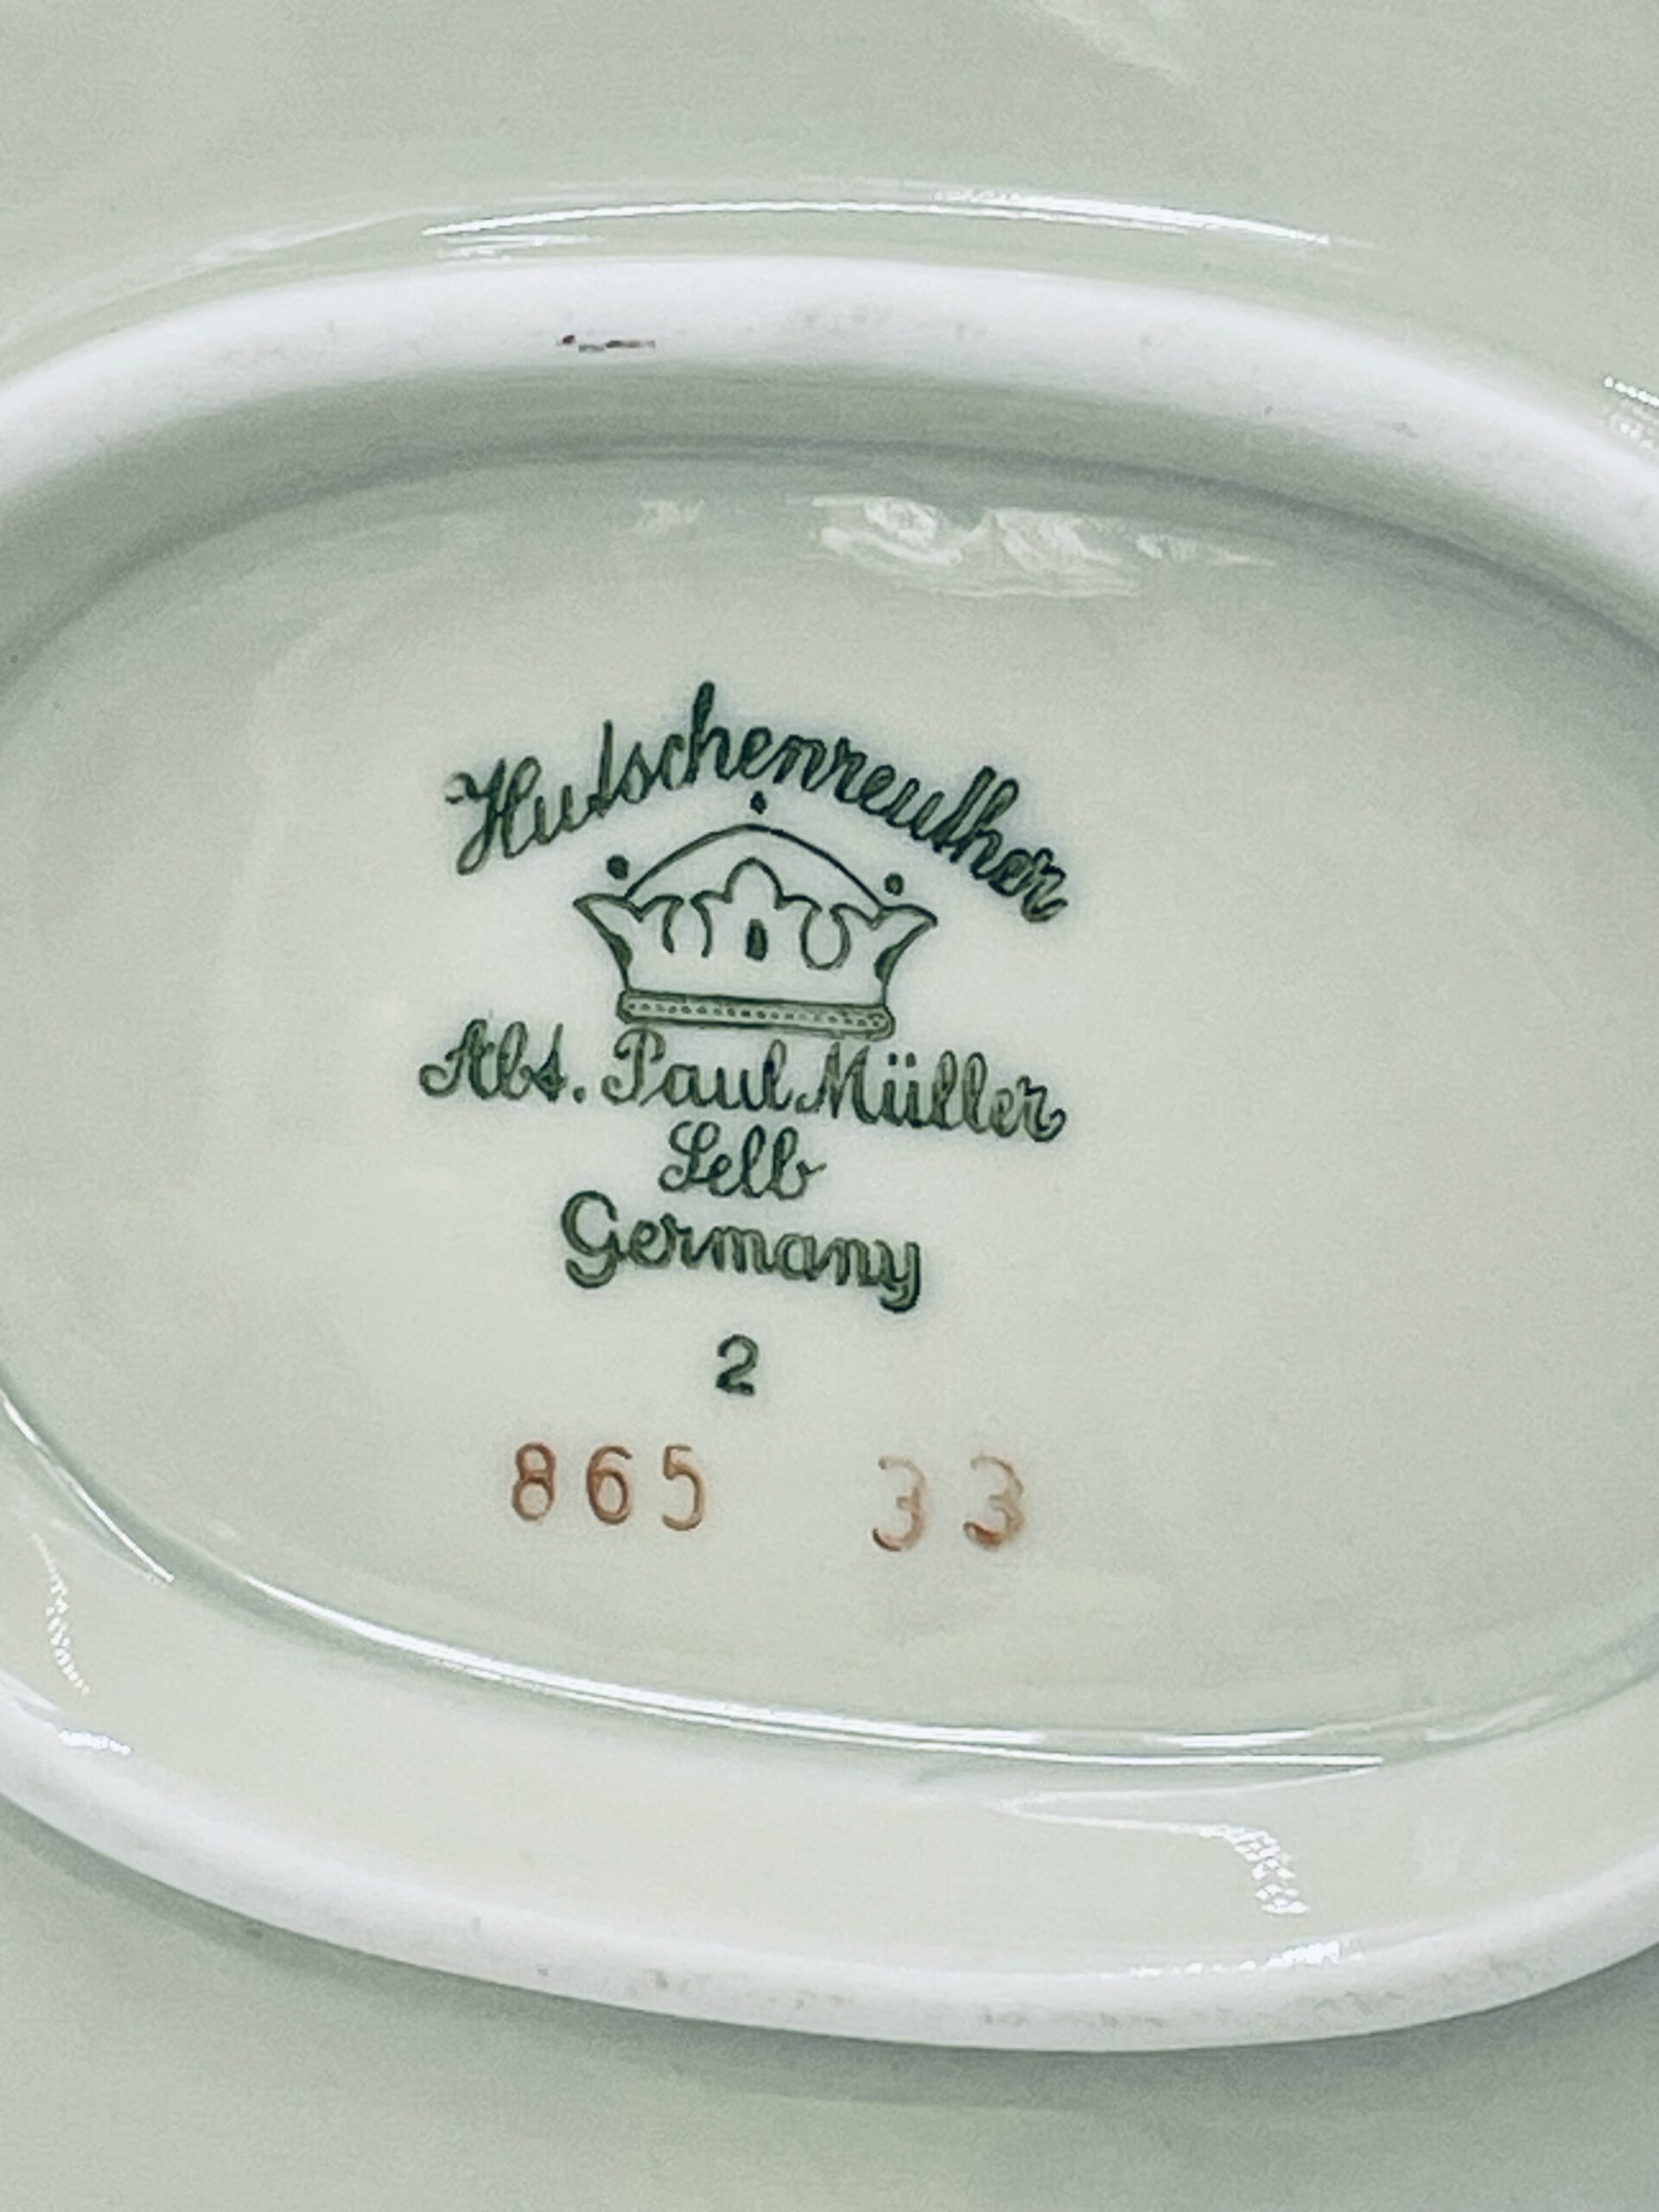 Hutschenreuther
Abt. Paul Müller
Selb
Germany
2
865 33